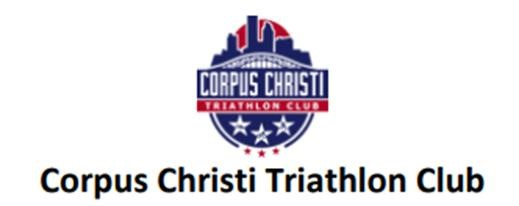 CORPUS CHRISTI
TRIATHLON CLUB
Corpus Christi Triathlon Club